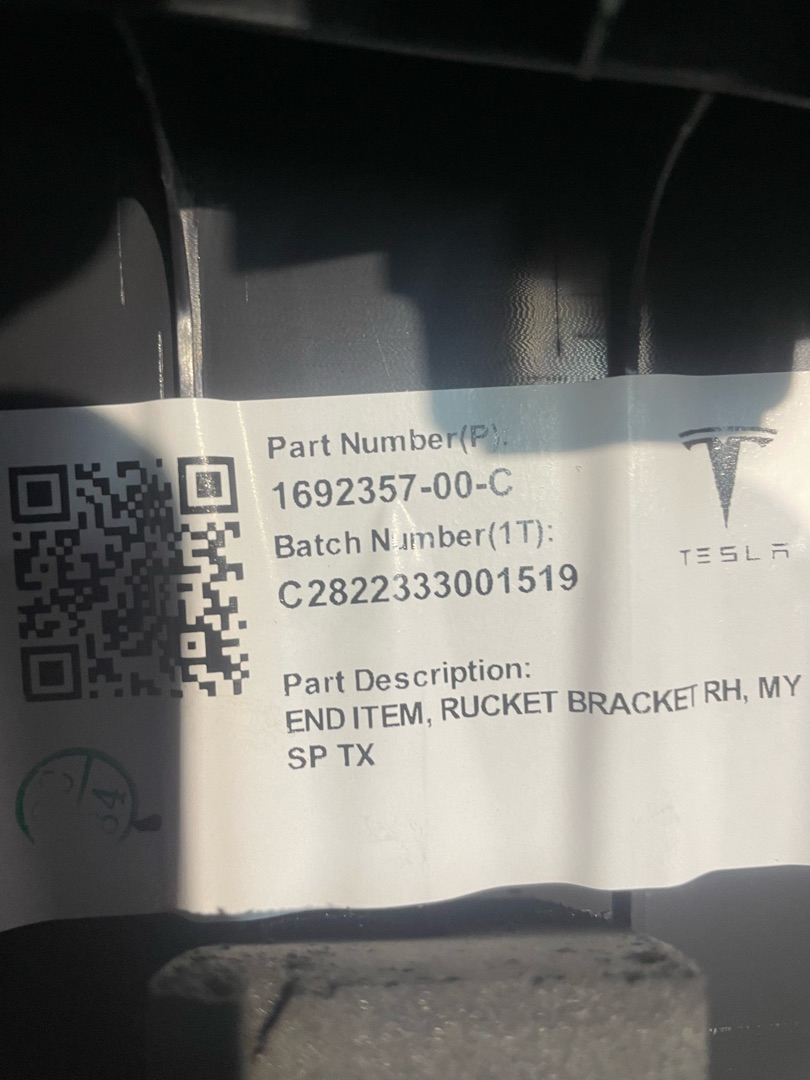 Part Number(P):
1692357-00-C
Batch Number(1T):
C2822333001519
TESLA
Part Description:
END ITEM, RUCKET BRACKET RH, MY
SP TX